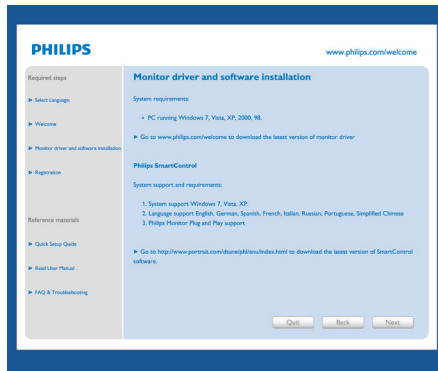 PHILIPS
www.philips.com/welcome
Required steps
► Select Language
► Welcome
► Monitor driver and software installation
► Registration
Reference materials
► Quick Setup Quide
► Read User Manual
► FAQ & Troubleshooting
Monitor driver and software installation
System requirements:
• PC running Windows 7, Vista, XP, 2000, 98.
► Go to www.philips.com/welcome to download the latest version of monitor driver
Philips SmartControl
System support and requirements:
1. System support Windows 7, Vista, XP.
2. Language support English, German, Spanish, French, Italian, Russian, Portuguese, Simplified Chinese
3. Philips Monitor Plug and Play support
► Go to http://www.portrait.com/dtune/phl/enu/index.html to download the latest version of SmartControl
software.
Quit
Back
Next